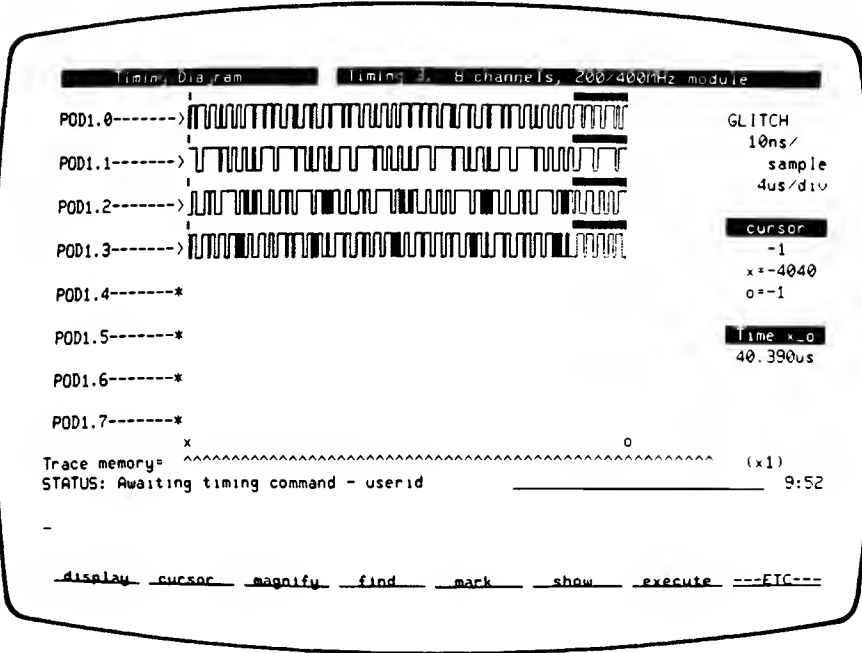 Timing Diagram Timing 3. 8 channels, 200/400MHz module
POD1.0-------> GLITCH
10ns/
POD1.1-------> sample
4us/div
POD1.2------->
cursor
POD1.3-------> -1
x=-4040
POD1.4-------* o=-1
POD1.5-------* Time x_o
40.390us
POD1.6-------*
POD1.7-------*
x o
Trace memory= ^^^^^^^^^^^^^^^^^^^^^^^^^^^^^^^^^^^^^^^^^^^^^^^^^^^^^^^^^^^^^^^ (x1)
STATUS: Awaiting timing command - userid 9:52
_
display cursor magnify find mark show execute ---ETC---